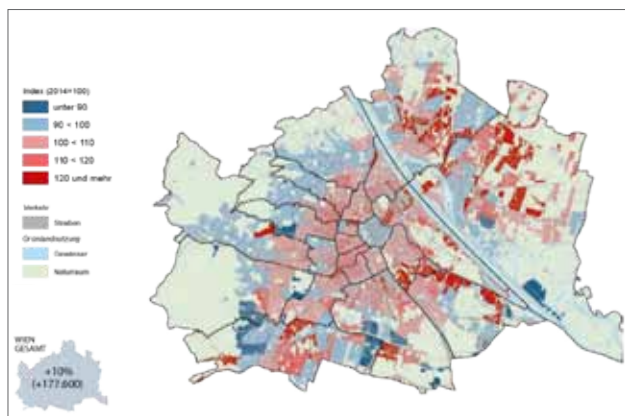 Index (2014=100)
unter 90
90 < 100
100 < 110
110 < 120
120 und mehr
Verkehr
Straßen
Grünlandnutzung
Gewässer
Naturraum
WIEN
GESAMT
+10%
(+177.600)